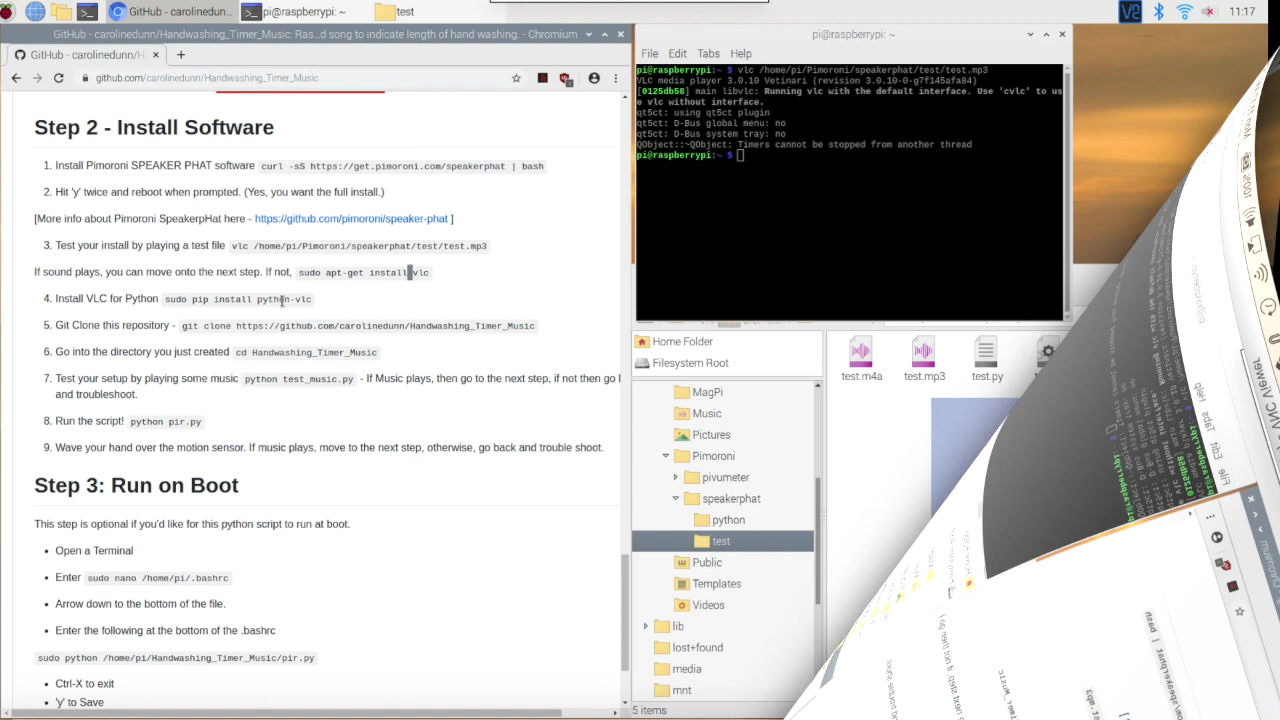 GitHub - carolinedunn...
pi@raspberrypi: ~
test
11:17
GitHub - carolinedunn/Handwashing_Timer_Music: Ras...d song to indicate length of hand washing. - Chromium
GitHub - carolinedunn/H
github.com/carolinedunn/Handwashing_Timer_Music
Step 2 - Install Software
1. Install Pimoroni SPEAKER PHAT software curl -sS https://get.pimoroni.com/speakerphat | bash
2. Hit 'y' twice and reboot when prompted. (Yes, you want the full install.)
[More info about Pimoroni SpeakerpHat here - https://github.com/pimoroni/speaker-phat ]
3. Test your install by playing a test file vlc /home/pi/Pimoroni/speakerphat/test/test.mp3
If sound plays, you can move onto the next step. If not, sudo apt-get install vlc
4. Install VLC for Python sudo pip install python-vlc
5. Git Clone this repository - git clone https://github.com/carolinedunn/Handwashing_Timer_Music
6. Go into the directory you just created cd Handwashing_Timer_Music
7. Test your setup by playing some music python test_music.py - If Music plays, then go to the next step, if not then go
and troubleshoot.
8. Run the script! python pir.py
9. Wave your hand over the motion sensor. If music plays, move to the next step, otherwise, go back and trouble shoot.
Step 3: Run on Boot
This step is optional if you'd like for this python script to run at boot.
• Open a Terminal
• Enter sudo nano /home/pi/.bashrc
• Arrow down to the bottom of the file.
• Enter the following at the bottom of the .bashrc
sudo python /home/pi/Handwashing_Timer_Music/pir.py
• Ctrl-X to exit
• 'y' to Save
pi@raspberrypi: ~
File Edit Tabs Help
pi@raspberrypi:~ $ vlc /home/pi/Pimoroni/speakerphat/test/test.mp3
VLC media player 3.0.10 Vetinari (revision 3.0.10-0-g7f145afa84)
[0125db58] main libvlc: Running vlc with the default interface. Use 'cvlc' to us
e vlc without interface.
qt5ct: using qt5ct plugin
qt5ct: D-Bus global menu: no
qt5ct: D-Bus system tray: no
QObject::~QObject: Timers cannot be stopped from another thread
pi@raspberrypi:~ $
Home Folder
Filesystem Root
MagPi
Music
Pictures
Pimoroni
pivumeter
speakerphat
python
test
Public
Templates
Videos
lib
lost+found
media
mnt
5 items
test.m4a
test.mp3
test.py
VNC Viewer
File Edit Tabs Help
Chromium